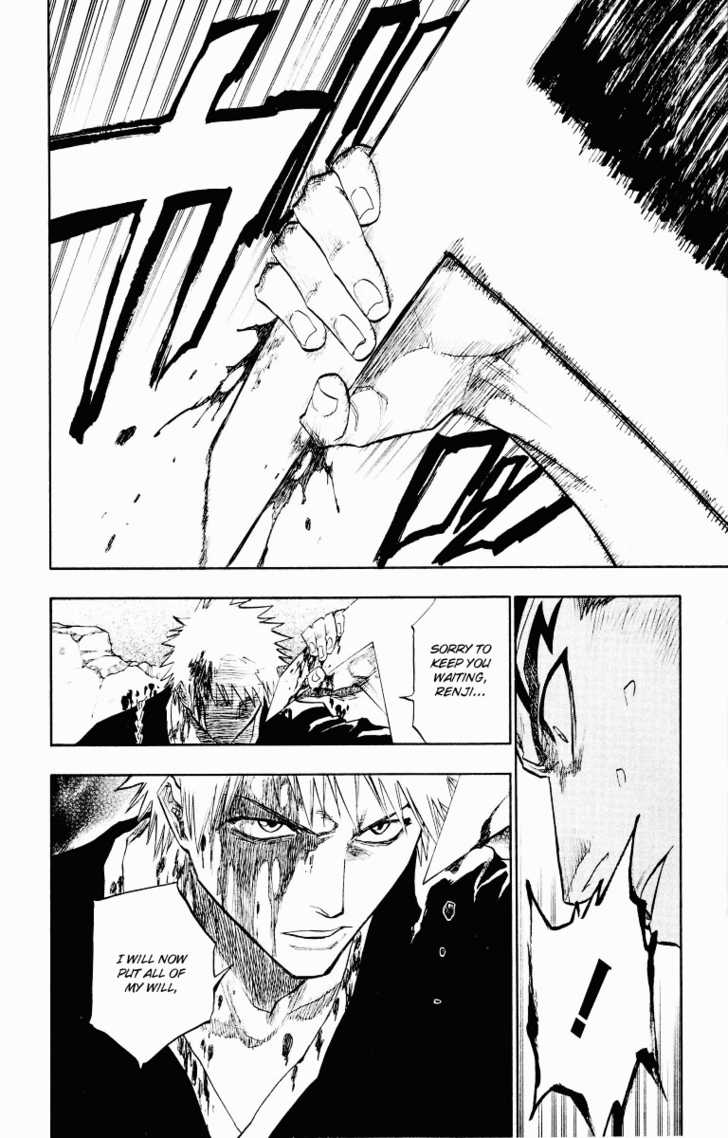 !
SORRY TO
KEEP YOU
WAITING,
RENJI...
I WILL NOW
PUT ALL OF
MY WILL,